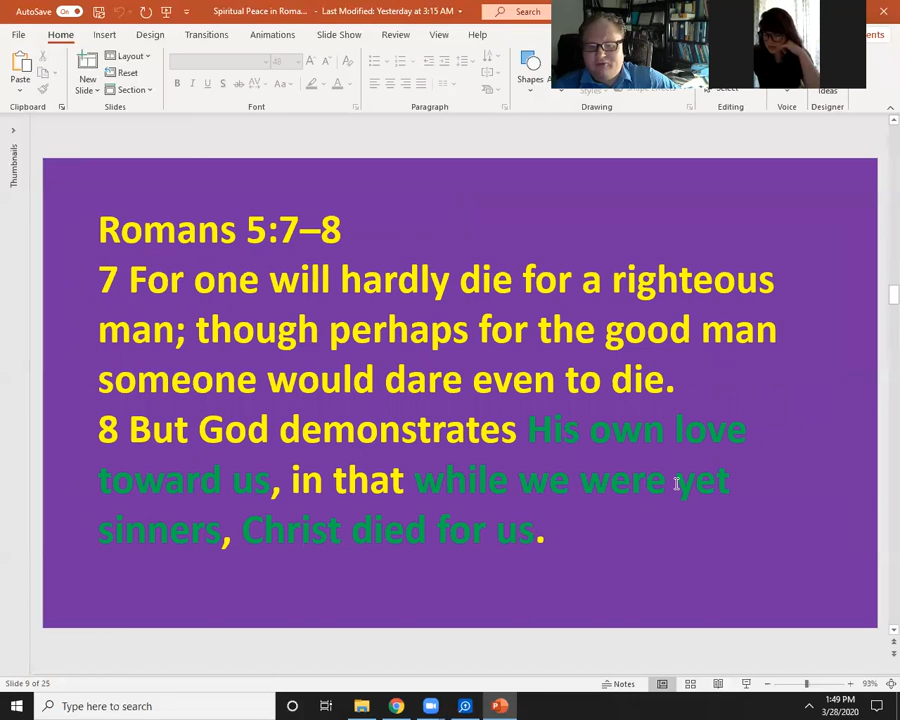 AutoSave On Spiritual Peace in Roma... Last Modified: Yesterday at 3:15 AM Search
File Home Insert Design Transitions Animations Slide Show Review View Help
Paste New Slide Layout Reset Section 48 Shapes
B I U S ab AV Aa A
Clipboard Slides Font Paragraph Drawing Editing Voice Designer
Thumbnails
Romans 5:7–8
7 For one will hardly die for a righteous
man; though perhaps for the good man
someone would dare even to die.
8 But God demonstrates His own love
toward us, in that while we were yet
sinners, Christ died for us.
Slide 9 of 25 Notes 93%
Type here to search 1:49 PM
3/28/2020